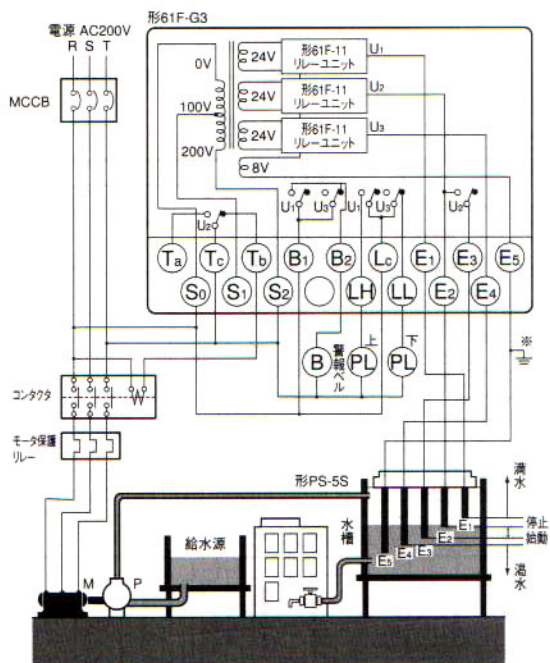 形61F-G3
電源 AC200V
R S T
MCCB
0V
100V
200V
24V
形61F-11
リレーユニット
U1
24V
形61F-11
リレーユニット
U2
24V
形61F-11
リレーユニット
U3
8V
U2
U1
U3
U1
U3
U2
Ta
Tc
Tb
B1
B2
Lc
E1
E3
E5
S0
S1
S2
LH
LL
E2
E4
B
警報ベル
上
PL
下
PL
※
コンタクタ
モータ保護
リレー
形PS-5S
満水
停止
始動
渇水
水槽
給水源
E1
E2
E3
E4
E5
M
P